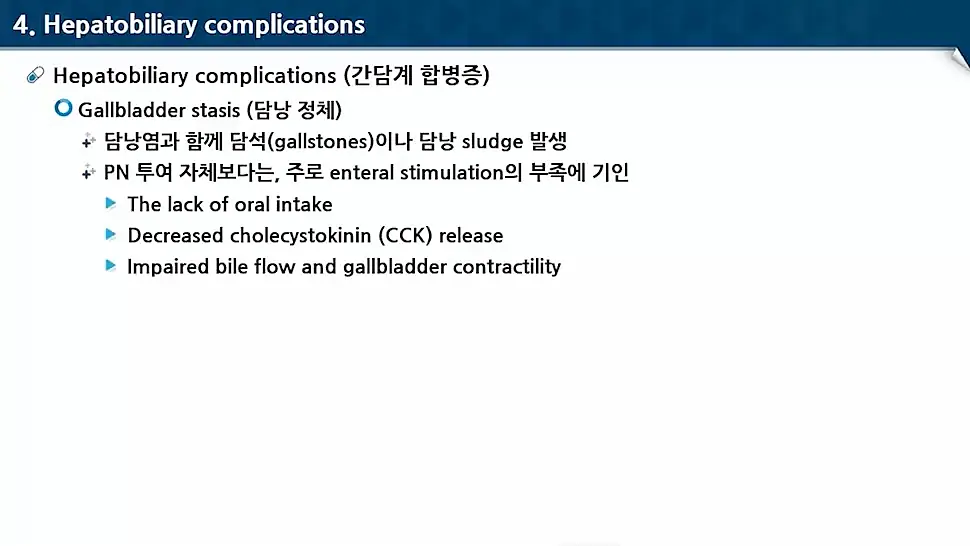 4. Hepatobiliary complications
Hepatobiliary complications (간담계 합병증)
Gallbladder stasis (담낭 정체)
담낭염과 함께 담석(gallstones)이나 담낭 sludge 발생
PN 투여 자체보다는, 주로 enteral stimulation의 부족에 기인
The lack of oral intake
Decreased cholecystokinin (CCK) release
Impaired bile flow and gallbladder contractility